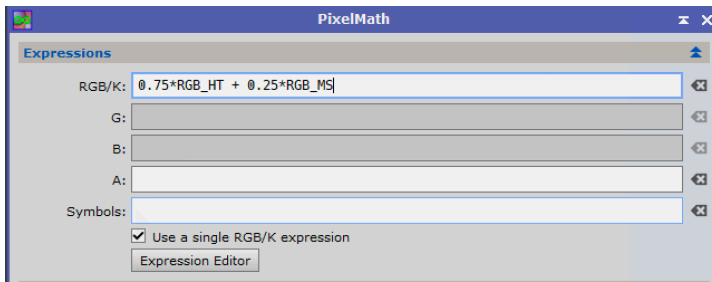 PixelMath
Expressions
RGB/K: 0.75*RGB_HT + 0.25*RGB_MS
G:
B:
A:
Symbols:
Use a single RGB/K expression
Expression Editor